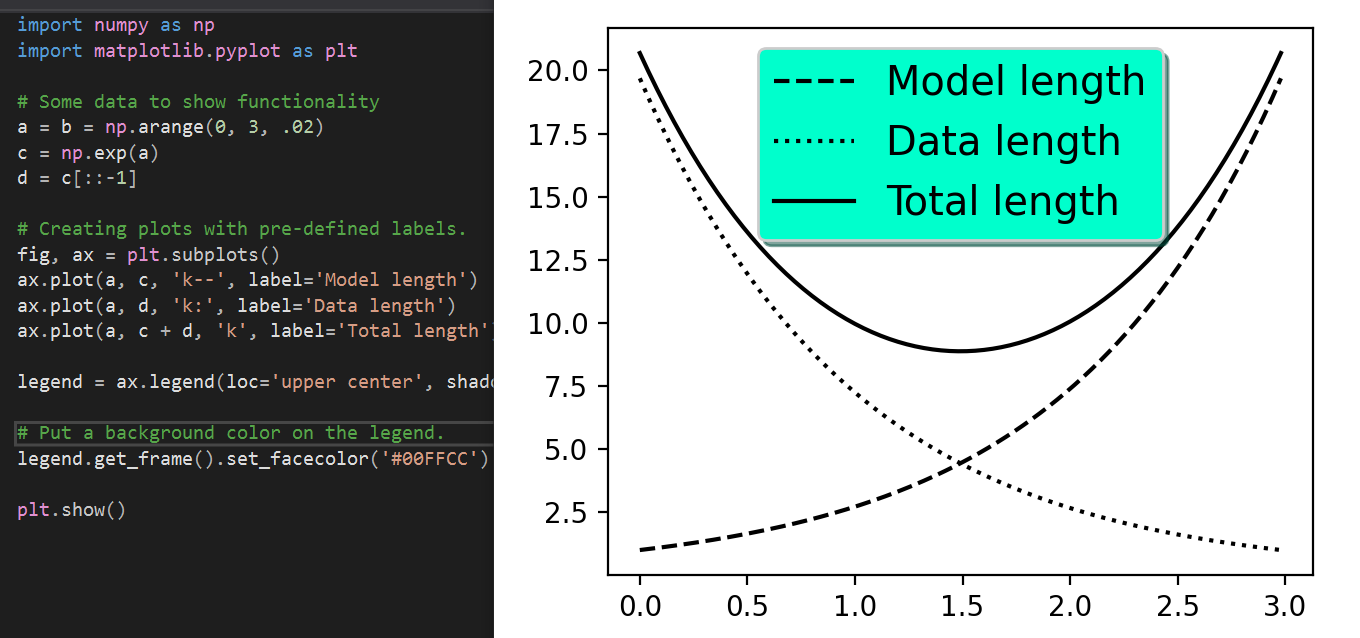 import numpy as np
import matplotlib.pyplot as plt
# Some data to show functionality
a = b = np.arange(0, 3, .02)
c = np.exp(a)
d = c[::-1]
# Creating plots with pre-defined labels.
fig, ax = plt.subplots()
ax.plot(a, c, 'k--', label='Model length')
ax.plot(a, d, 'k:', label='Data length')
ax.plot(a, c + d, 'k', label='Total length'
legend = ax.legend(loc='upper center',
# Put a background color on the legend.
legend.get_frame().set_facecolor('#00FFCC')
plt.show()
Model length
Data length
Total length
20.0
17.5
15.0
12.5
10.0
7.5
5.0
2.5
0.0 0.5 1.0 1.5 2.0 2.5 3.0